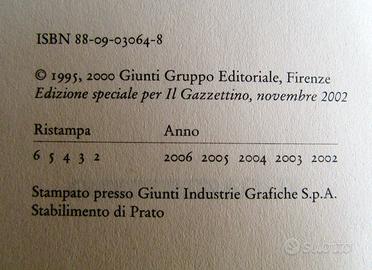 ISBN 88-09-03064-8
© 1995, 2000 Giunti Gruppo Editoriale, Firenze
Edizione speciale per Il Gazzettino, novembre 2002
Ristampa Anno
6 5 4 3 2 2006 2005 2004 2003 2002
Stampato presso Giunti Industrie Grafiche S.p.A.
Stabilimento di Prato
subito